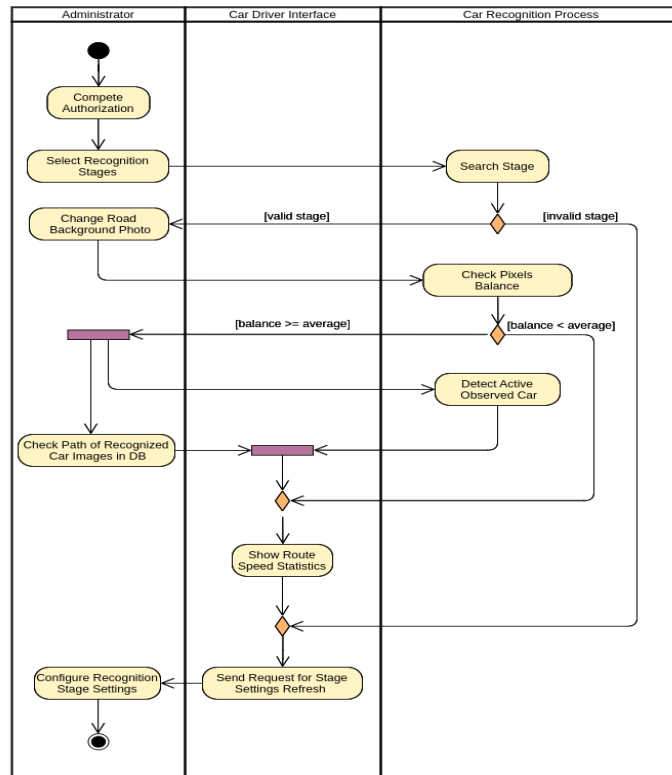 Administrator
Car Driver Interface
Car Recognition Process
Compete
Authorization
Select Recognition
Stages
Search Stage
[valid stage]
[invalid stage]
Change Road
Background Photo
Check Pixels
Balance
[balance >= average]
[balance < average]
Detect Active
Observed Car
Check Path of Recognized
Car Images in DB
Show Route
Speed Statistics
Configure Recognition
Stage Settings
Send Request for Stage
Settings Refresh